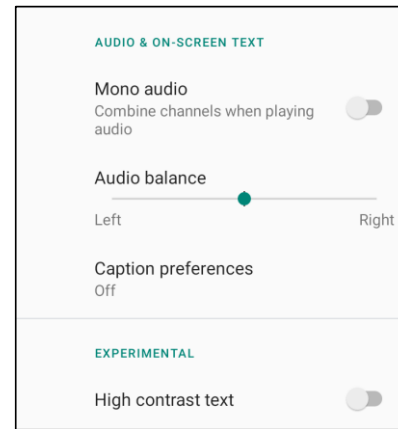 AUDIO & ON-SCREEN TEXT
Mono audio
Combine channels when playing
audio
Audio balance
Left Right
Caption preferences
Off
EXPERIMENTAL
High contrast text